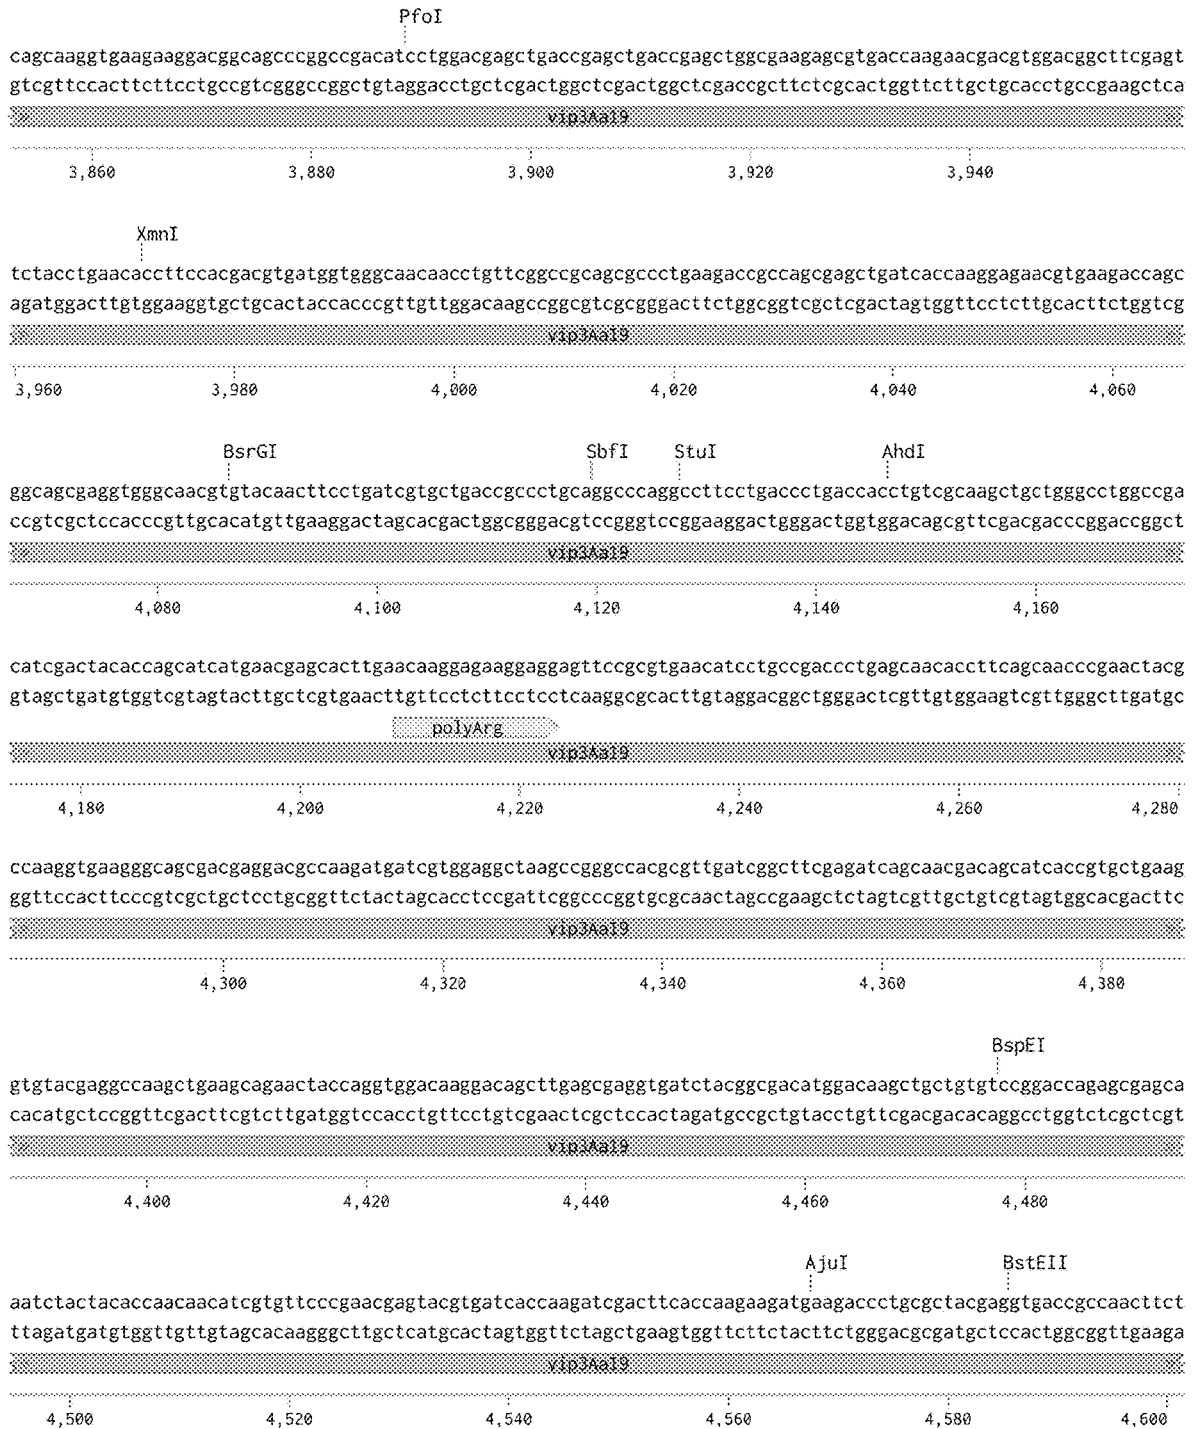 PfoI
cagcaaggtgaagaaggacggcagcccggccgacatcctggacgagctgaccgagctgaccgagctggcgaagagcgtgaccaagaacgacgtggacggcttcgagt
gtcgttccacttcttcctgccgtcgggccggctgtaggacctgctcgactggctcgactggctcgaccgcttctcgcactggttcttgctgcacctgccgaagctca
vip3Aa19
3,860 3,880 3,900 3,920 3,940
XmnI
tctacctgaacaccttccacgacgtgatggtgggcaacaacctgttcggccgcagcgccctgaagaccgccagcgagctgatcaccaaggagaacgtgaagaccagc
agatggacttgtggaaggtgctgcactaccacccgttgttggacaagccggcgtcgcgggacttctggcggtcgctcgactagtggttcctcttgcacttctggtcg
vip3Aa19
3,960 3,980 4,000 4,020 4,040 4,060
BsrGI SbfI StuI AhdI
ggcagcgaggtgggcaacgtgtacaacttcctgatcgtgctgaccgccctgcaggcccaggccttcctgaccctgaccacctgtcgcaagctgctgggcctggccga
ccgtcgctccacccgttgcacatgttgaaggactagcacgactggcgggacgtccgggtccggaaggactgggactggtggacagcgttcgacgacccggaccggct
vip3Aa19
4,080 4,100 4,120 4,140 4,160
catcgactacaccagcatcatgaacgagcacttgaacaaggagaaggaggagttccgcgtgaacatcctgccgaccctgagcaacaccttcagcaacccgaactacg
gtagctgatgtggtcgtagtacttgctcgtgaacttgttcctcttcctcctcaaggcgcacttgtaggacggctgggactcgttgtggaagtcgttgggcttgatgc
polyArg
vip3Aa19
4,180 4,200 4,220 4,240 4,260 4,280
ccaaggtgaagggcagcgacgaggacgccaagatgatcgtggaggctaagccgggccacgcgttgatcggcttcgagatcagcaacgacagcatcaccgtgctgaag
ggttccacttcccgtcgctgctcctgcggttctactagcacctccgattcggcccggtgcgcaactagccgaagctctagtcgttgctgtcgtagtggcacgacttc
vip3Aa19
4,300 4,320 4,340 4,360 4,380
BspEI
gtgtacgaggccaagctgaagcagaactaccaggtggacaaggacagcttgagcgaggtgatctacggcgacatggacaagctgctgtgtccggaccagagcgagca
cacatgctccggttcgacttcgtcttgatggtccacctgttcctgtcgaactcgctccactagatgccgctgtacctgttcgacgacacaggcctggtctcgctcgt
vip3Aa19
4,400 4,420 4,440 4,460 4,480
AjuI BstEII
aatctactacaccaacaacatcgtgttcccgaacgagtacgtgatcaccaagatcgacttcaccaagaagatgaagaccctgcgctacgaggtgaccgccaacttct
ttagatgatgtggttgttgtagcacaagggcttgctcatgcactagtggttctagctgaagtggttcttctacttctgggacgcgatgctccactggcggttgaaga
vip3Aa19
4,500 4,520 4,540 4,560 4,580 4,600